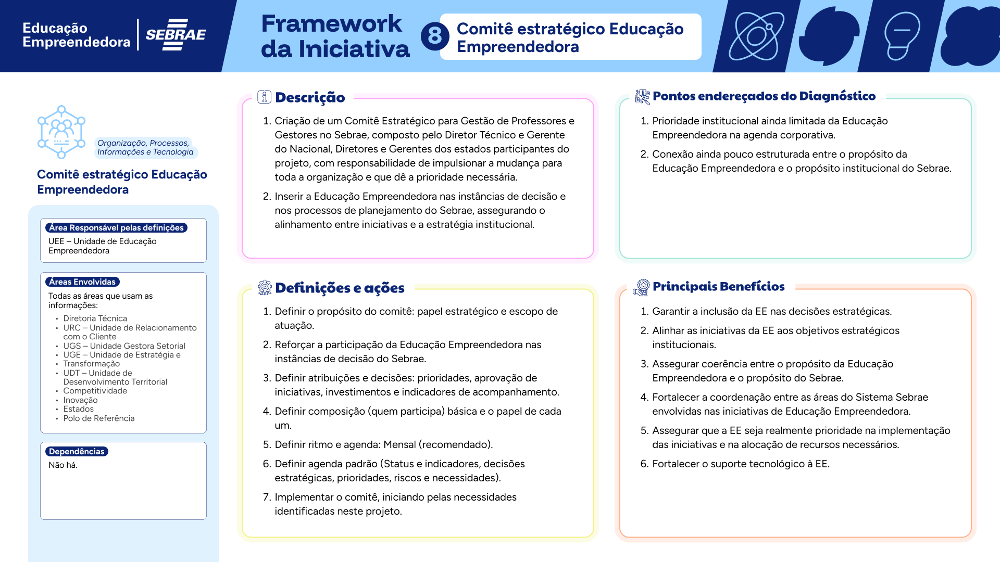 Educação
Empreendedora
SEBRAE
Framework
da Iniciativa
8
Comitê estratégico Educação
Empreendedora
Organização, Processos,
Informações e Tecnologia
Comitê estratégico Educação
Empreendedora
Área Responsável pelas definições
UEE – Unidade de Educação
Empreendedora
Áreas Envolvidas
Todas as áreas que usam as
informações:
• Diretoria Técnica
• URC – Unidade de Relacionamento
com o Cliente
• UGS – Unidade Gestora Setorial
• UGE – Unidade de Estratégia e
• Transformação
• UDT – Unidade de
Desenvolvimento Territorial
• Competitividade
• Inovação
• Estados
• Polo de Referência
Dependências
Não há.
Descrição
1. Criação de um Comitê Estratégico para Gestão de Professores e
Gestores no Sebrae, composto pelo Diretor Técnico e Gerente
do Nacional, Diretores e Gerentes dos estados participantes do
projeto, com responsabilidade de impulsionar a mudança para
toda a organização e que dê a prioridade necessária.
2. Inserir a Educação Empreendedora nas instâncias de decisão e
nos processos de planejamento do Sebrae, assegurando o
alinhamento entre iniciativas e a estratégia institucional.
Pontos endereçados do Diagnóstico
1. Prioridade institucional ainda limitada da Educação
Empreendedora na agenda corporativa.
2. Conexão ainda pouco estruturada entre o propósito da
Educação Empreendedora e o propósito institucional do Sebrae.
Definições e ações
1. Definir o propósito do comitê: papel estratégico e escopo de
atuação.
2. Reforçar a participação da Educação Empreendedora nas
instâncias de decisão do Sebrae.
3. Definir atribuições e decisões: prioridades, aprovação de
iniciativas, investimentos e indicadores de acompanhamento.
4. Definir composição (quem participa) básica e o papel de cada
um.
5. Definir ritmo e agenda: Mensal (recomendado).
6. Definir agenda padrão (Status e indicadores, decisões
estratégicas, prioridades, riscos e necessidades).
7. Implementar o comitê, iniciando pelas necessidades
identificadas neste projeto.
Principais Benefícios
1. Garantir a inclusão da EE nas decisões estratégicas.
2. Alinhar as iniciativas da EE aos objetivos estratégicos
institucionais.
3. Assegurar coerência entre o propósito da Educação
Empreendedora e o propósito do Sebrae.
4. Fortalecer a coordenação entre as áreas do Sistema Sebrae
envolvidas nas iniciativas de Educação Empreendedora.
5. Assegurar que a EE seja realmente prioridade na implementação
das iniciativas e na alocação de recursos necessários.
6. Fortalecer o suporte tecnológico à EE.